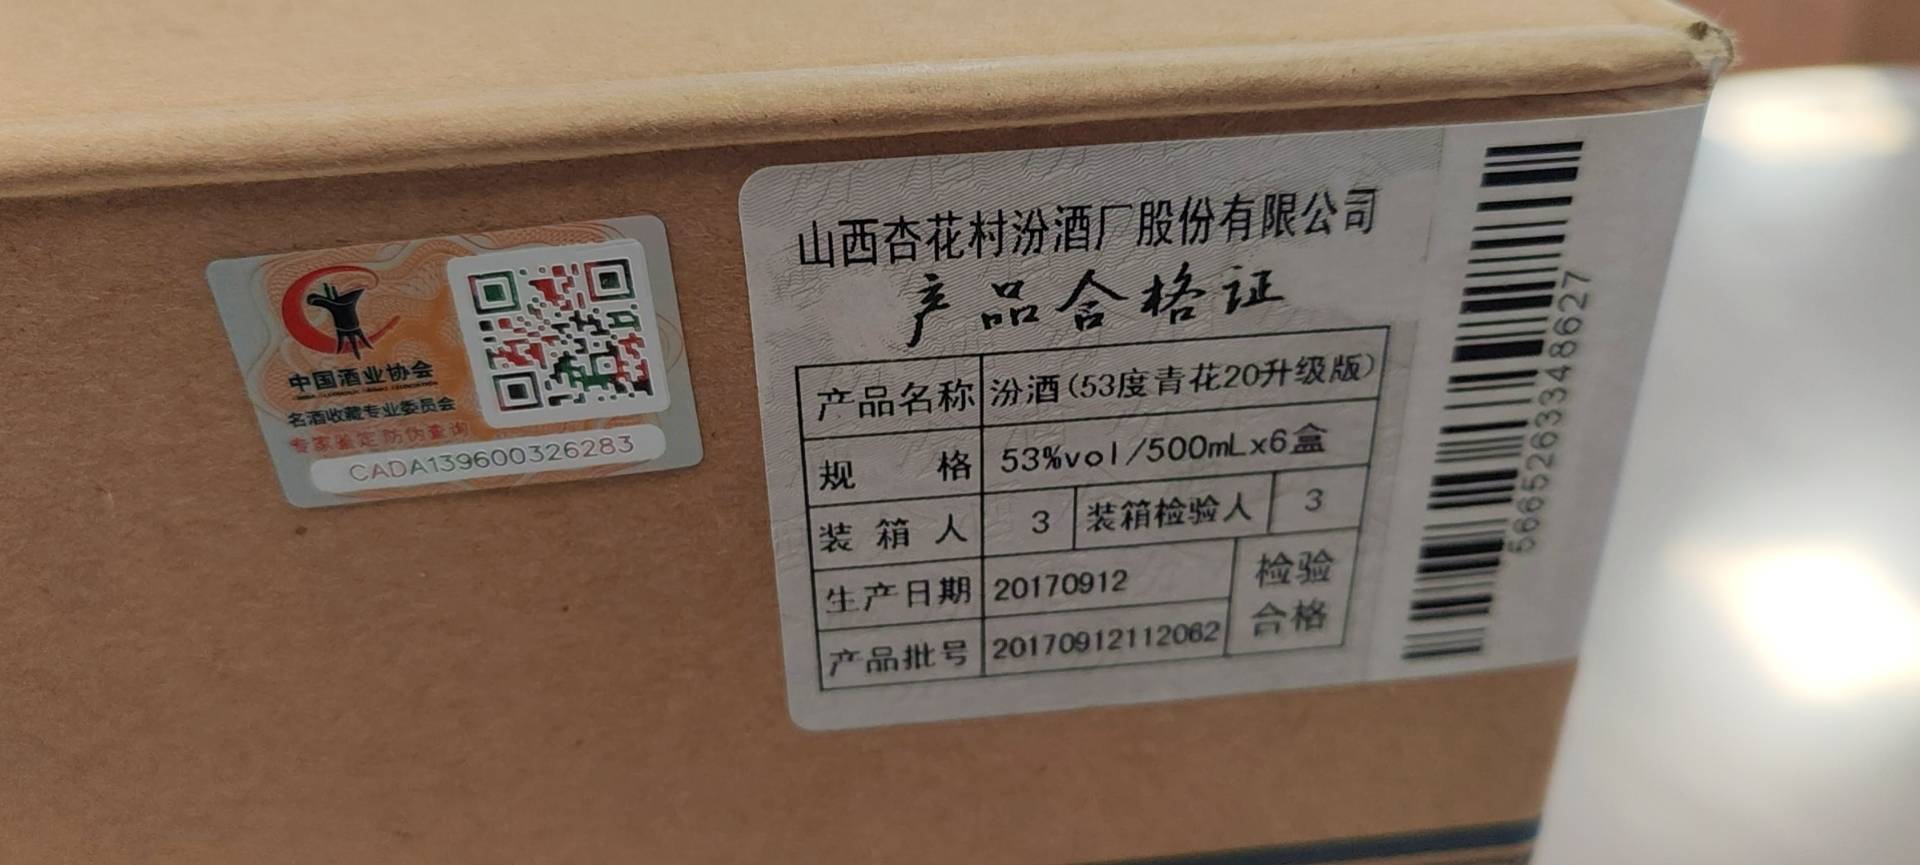 中国酒业协会
名酒收藏专业委员会
专家鉴定 防伪查询
CADA139600326283
山西杏花村汾酒厂股份有限公司
产品合格证
产品名称 汾酒(53度青花20升级版)
规 格 53%vol/500mLx6盒
装 箱 人 3 装箱检验人 3
生产日期 20170912
产品批号 20170912112062
检验
合格
5665263348627